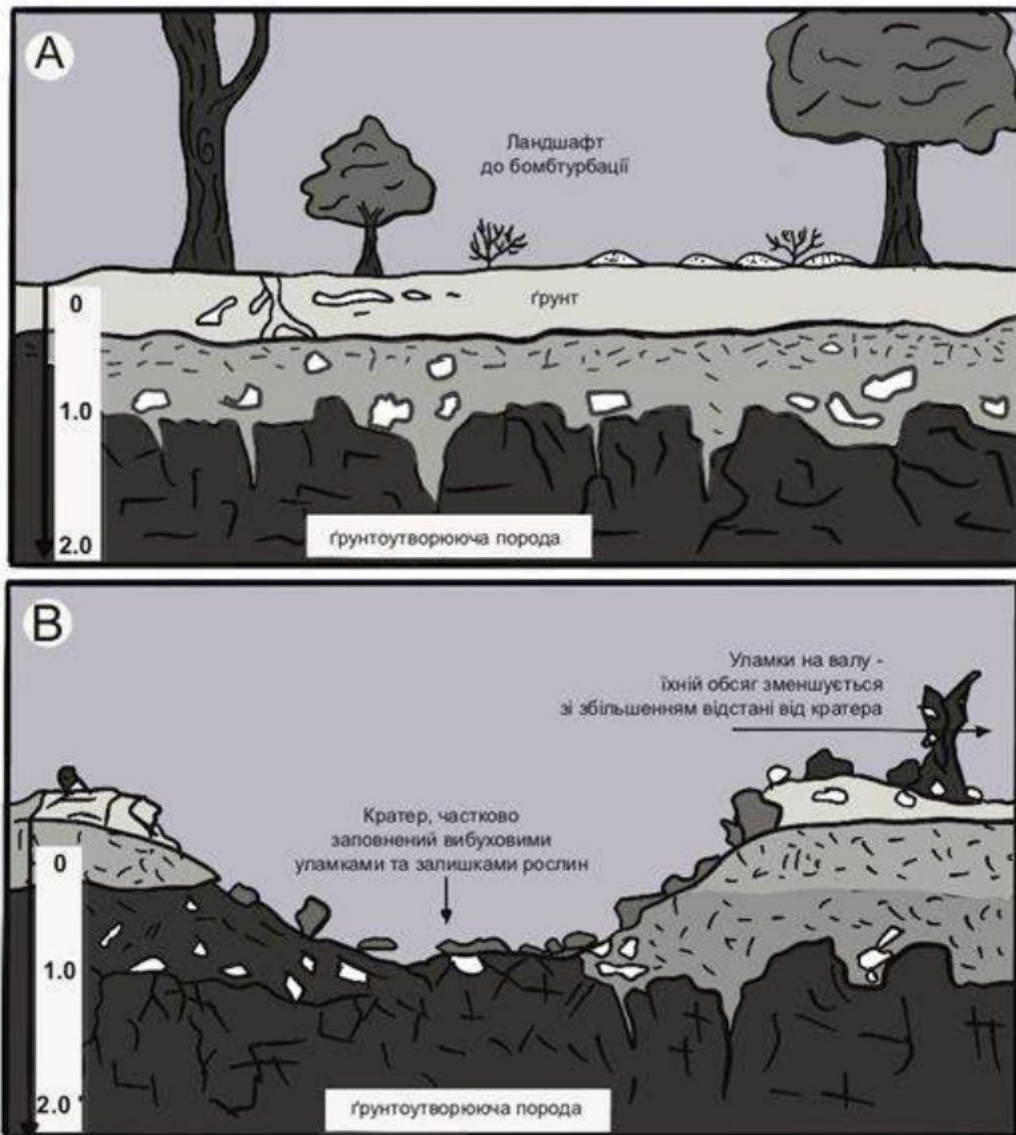 A
Ландшафт
до бомбтурбації
0
ґрунт
1.0
2.0
ґрунтоутворююча порода
B
Уламки на валу -
їхній обсяг зменшується
зі збільшенням відстані від кратера
Кратер, частково
заповнений вибуховими
уламками та залишками рослин
0
1.0
2.0
ґрунтоутворююча порода